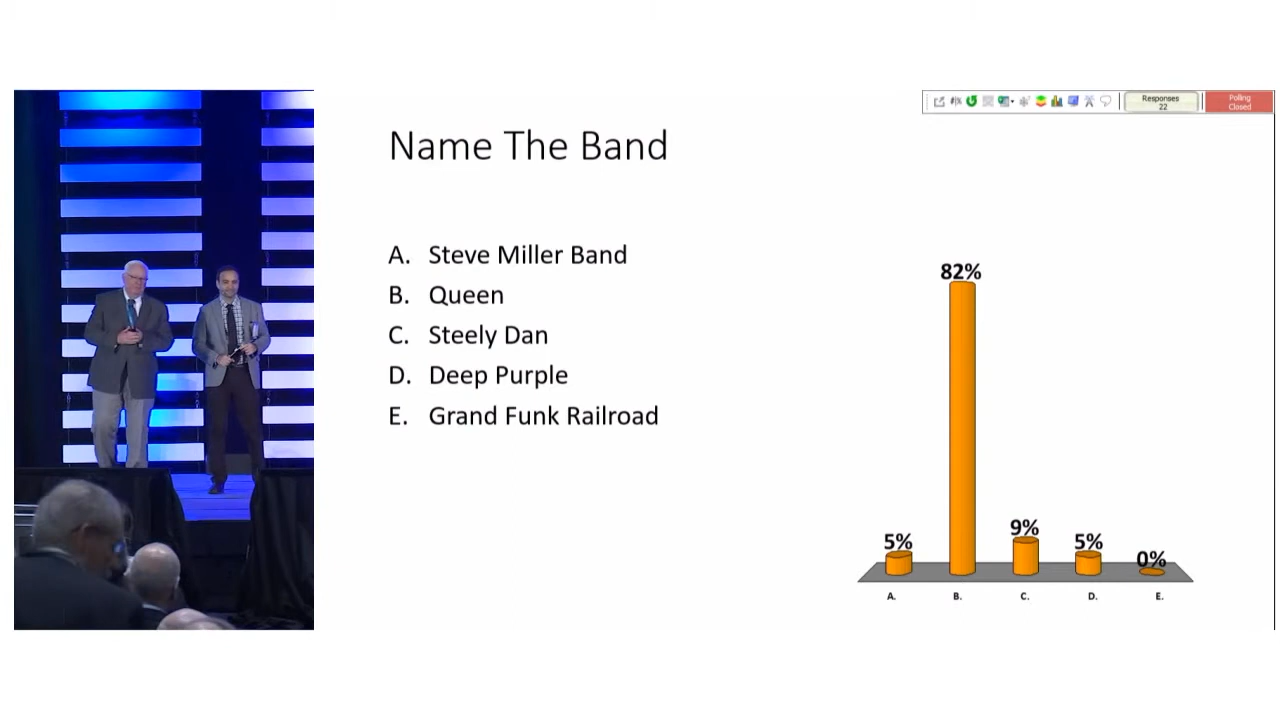 Responses
22
Polling
Closed
Name The Band
A. Steve Miller Band
B. Queen
C. Steely Dan
D. Deep Purple
E. Grand Funk Railroad
82%
5%
9%
5%
0%
A.
B.
C.
D.
E.